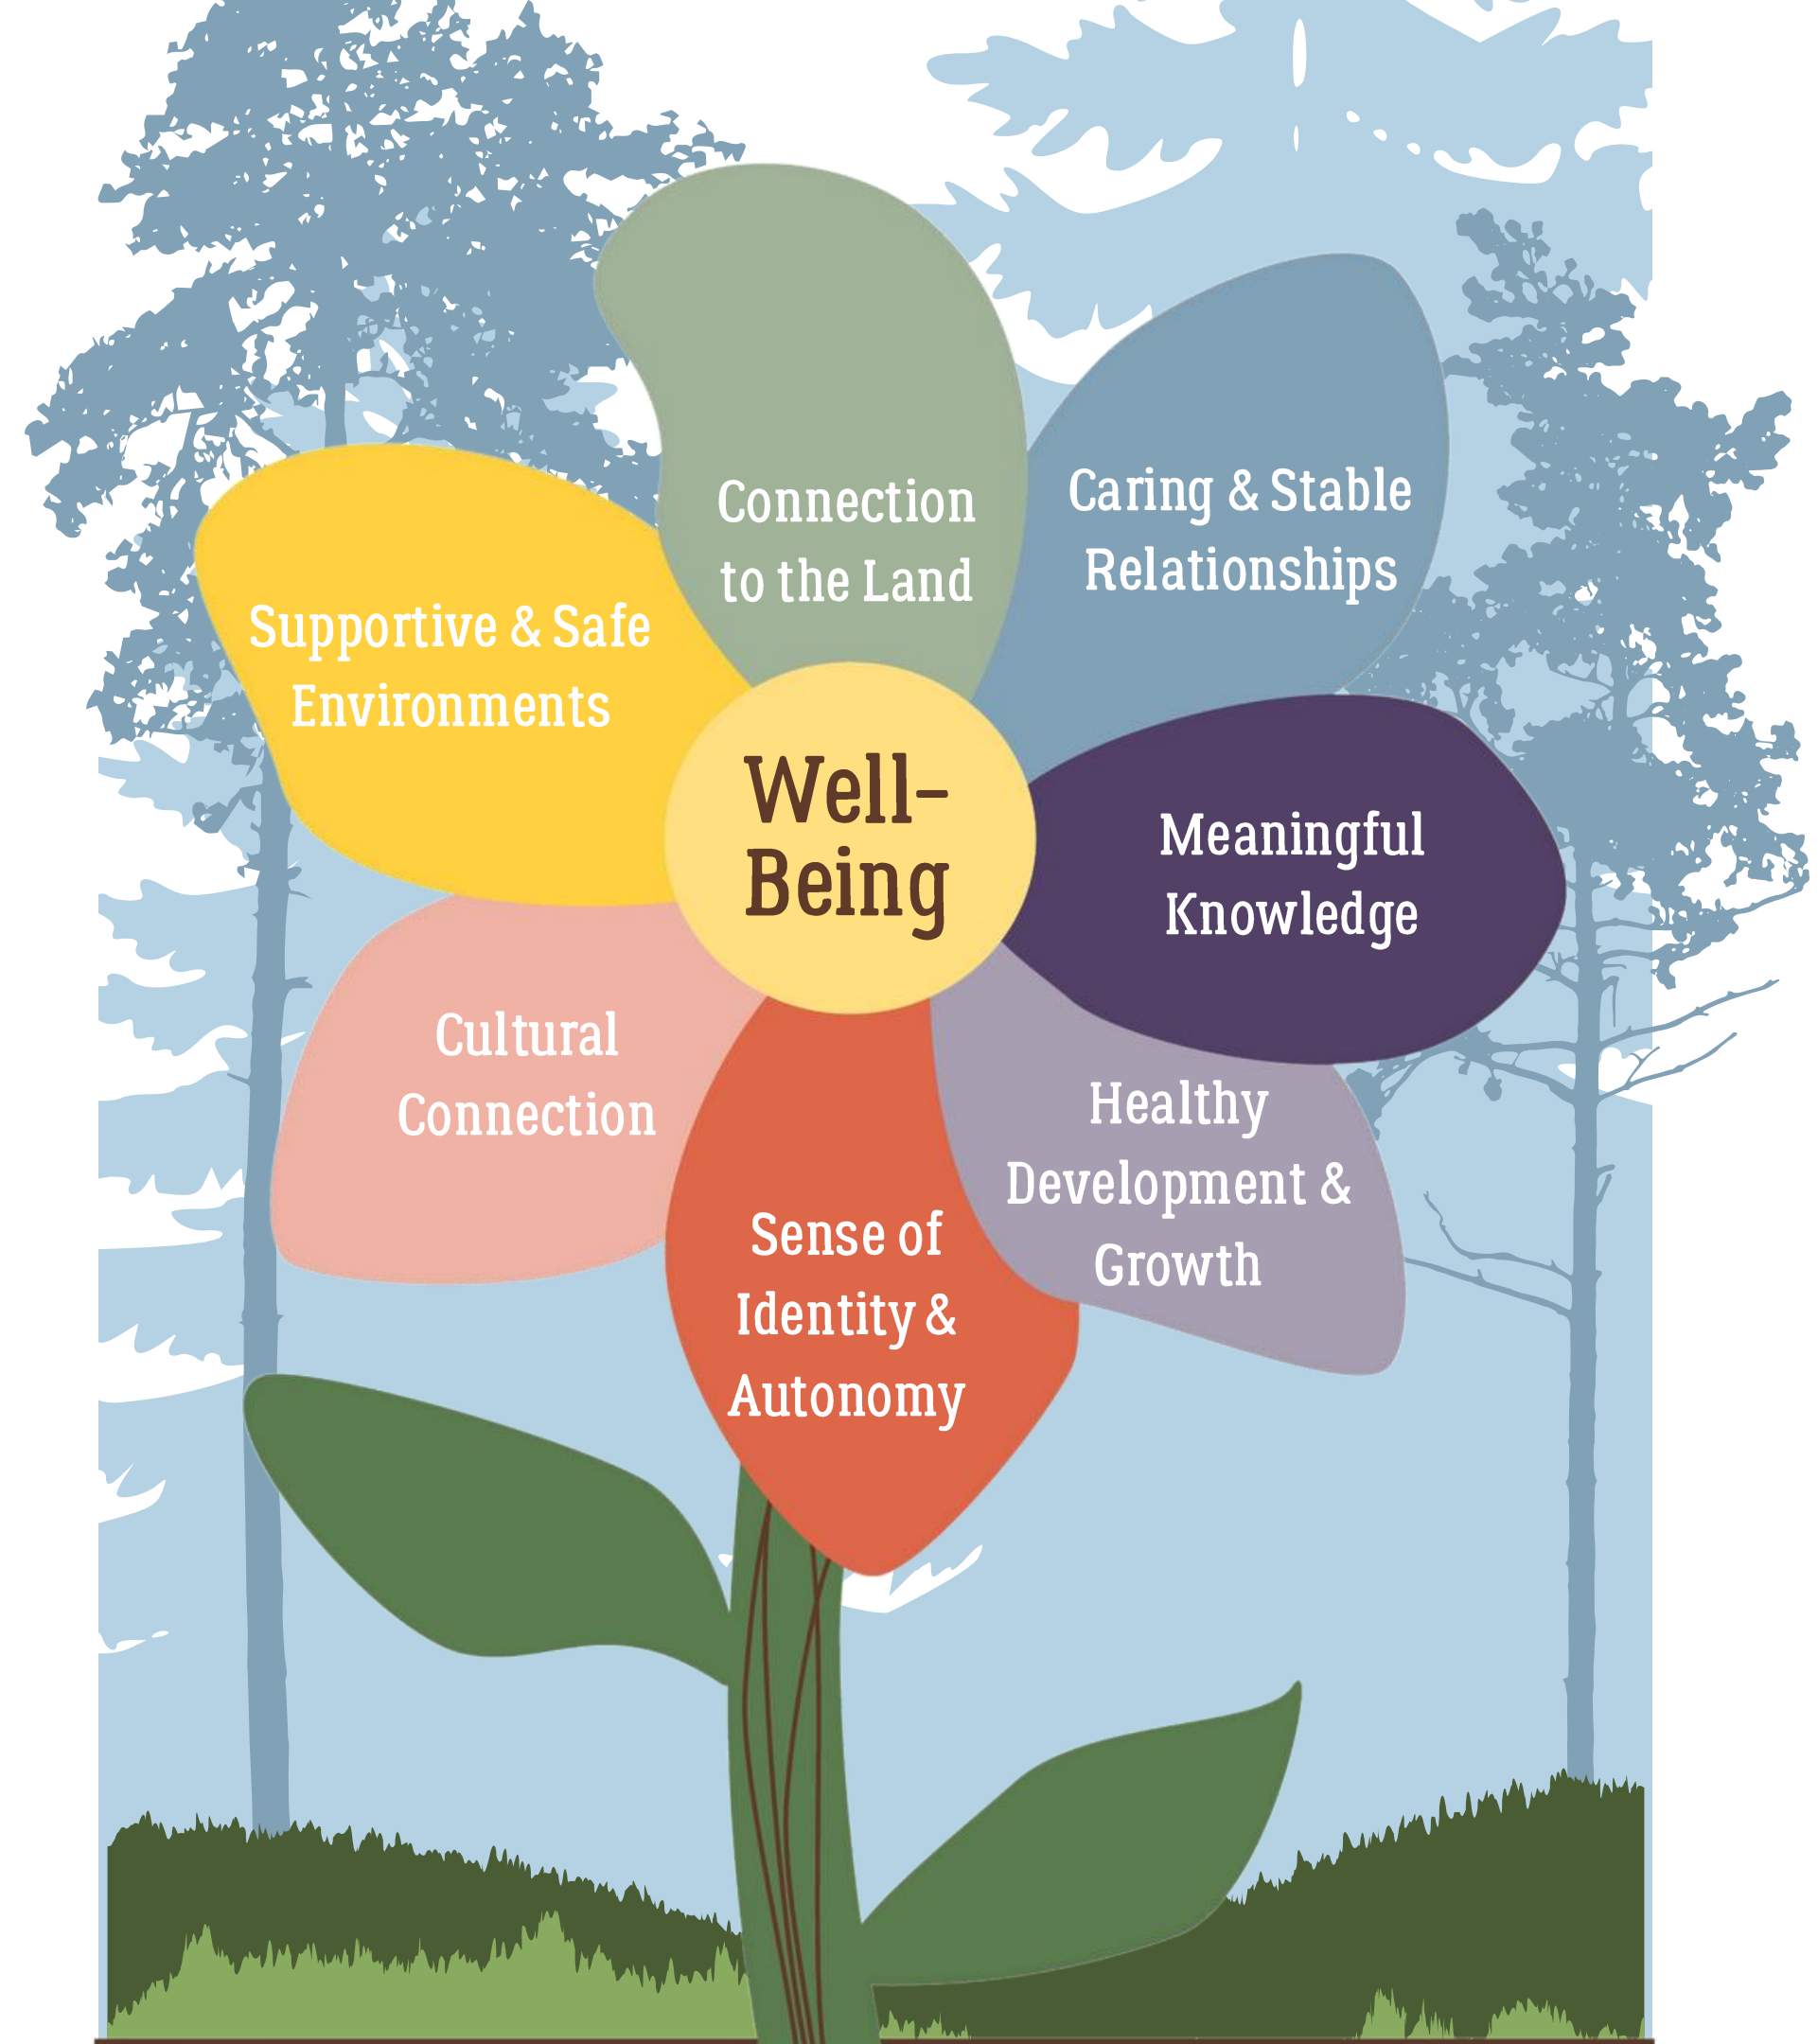 Connection
to the Land
Caring & Stable
Relationships
Supportive & Safe
Environments
Well-
Being
Meaningful
Knowledge
Cultural
Connection
Healthy
Development &
Growth
Sense of
Identity &
Autonomy